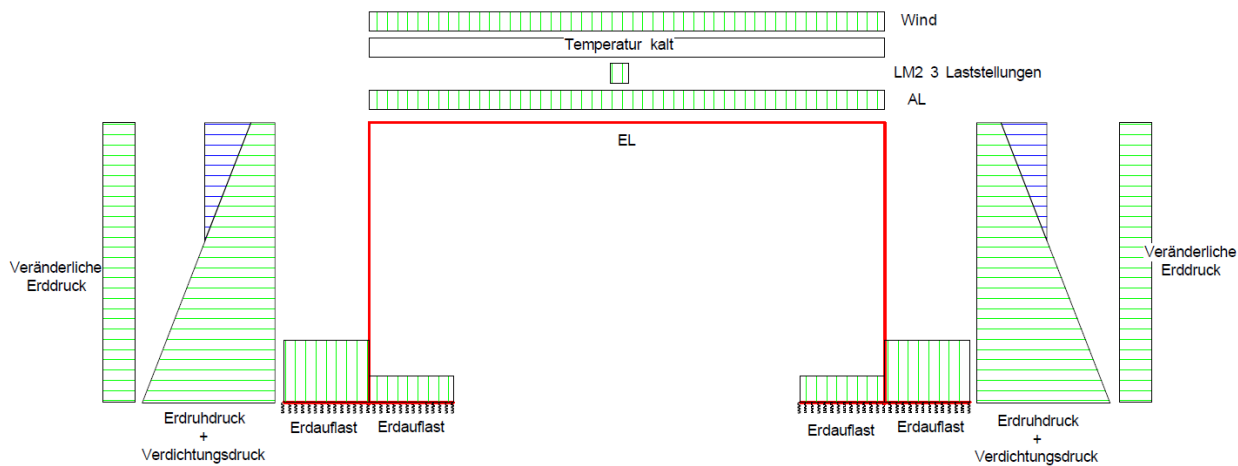 Wind
Temperatur kalt
LM2 3 Laststellungen
AL
EL
Veränderliche
Erddruck
Veränderliche
Erddruck
Erdruhdruck
+
Verdichtungsdruck
Erdauflast
Erdauflast
Erdauflast
Erdauflast
Erdruhdruck
+
Verdichtungsdruck